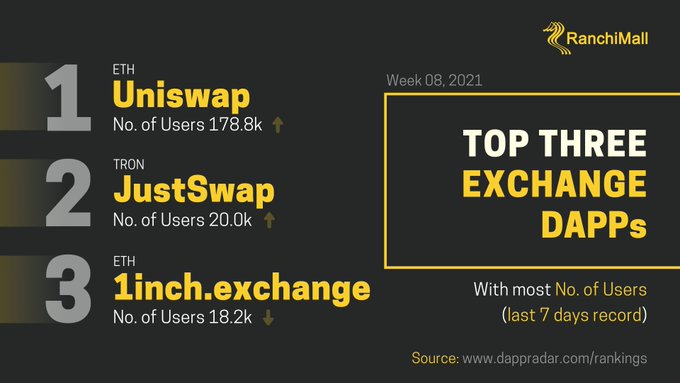 RanchiMall
Week 08, 2021
TOP THREE
EXCHANGE
DAPPs
With most No. of Users
(last 7 days record)
1
ETH
Uniswap
No. of Users 178.8k
2
TRON
JustSwap
No. of Users 20.0k
3
ETH
1inch.exchange
No. of Users 18.2k
Source: www.dappradar.com/rankings